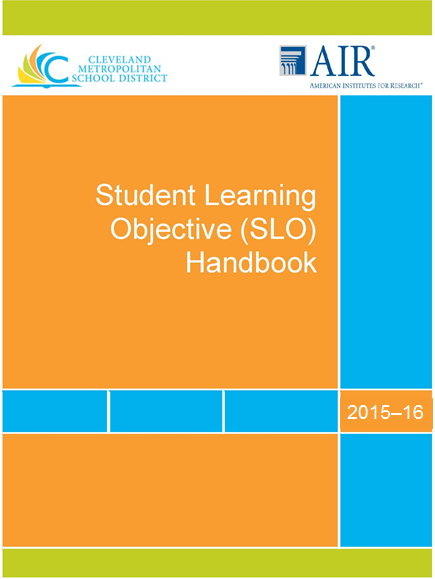 CLEVELAND
METROPOLITAN
SCHOOL DISTRICT
AIR®
AMERICAN INSTITUTES FOR RESEARCH®
Student Learning
Objective (SLO)
Handbook
2015–16